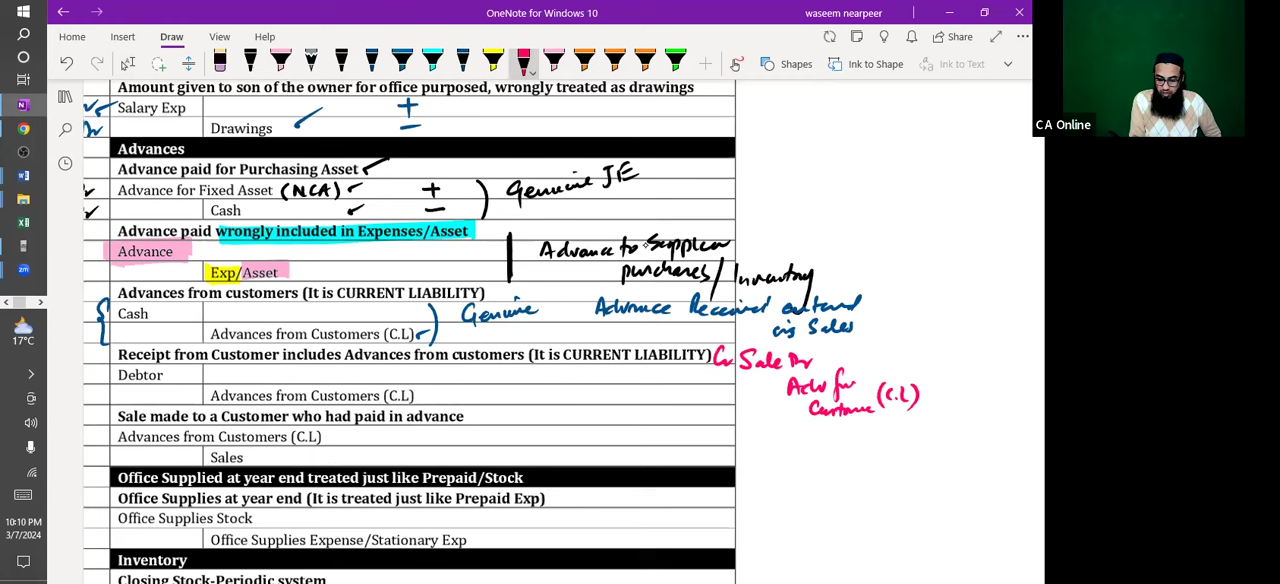 OneNote for Windows 10
waseem nearpeer
Home Insert Draw View Help
Share
Shapes
Ink to Shape
Ink to Text
Amount given to son of the owner for office purposed, wrongly treated as drawings
Salary Exp +
Drawings −
Advances
Advance paid for Purchasing Asset
Advance for Fixed Asset (NCA) + Genuine JE
Cash −
Advance paid wrongly included in Expenses/Asset
Advance
Advance to Supplier
Exp/Asset
purchases/Inventory
Advances from customers (It is CURRENT LIABILITY)
Cash Genuine Advance Received entered
as Sales
Advances from Customers (C.L)
Receipt from Customer includes Advances from customers (It is CURRENT LIABILITY) Cr Sale Dr
Debtor
Adv for
Customer (C.L)
Advances from Customers (C.L)
Sale made to a Customer who had paid in advance
Advances from Customers (C.L)
Sales
Office Supplied at year end treated just like Prepaid/Stock
Office Supplies at year end (It is treated just like Prepaid Exp)
Office Supplies Stock
Office Supplies Expense/Stationary Exp
Inventory
Closing Stock-Periodic system
C A Online
17°C
10:10 PM
3/7/2024